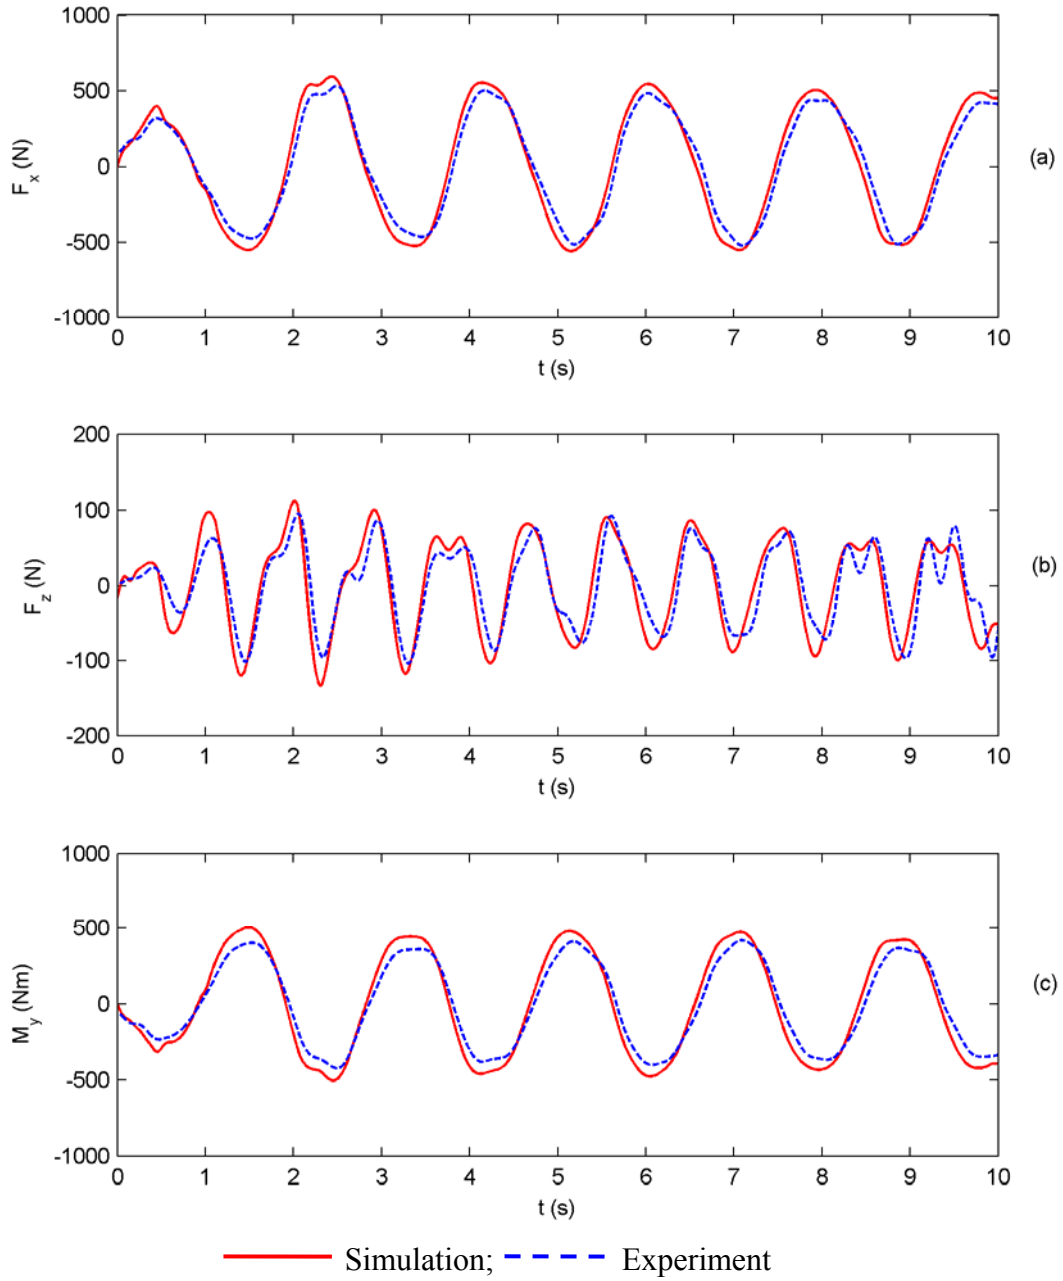 1000
500
0
-500
-1000
F_x (N)
0 1 2 3 4 5 6 7 8 9 10
t (s)
(a)
200
100
0
-100
-200
F_z (N)
0 1 2 3 4 5 6 7 8 9 10
t (s)
(b)
1000
500
0
-500
-1000
M_y (Nm)
0 1 2 3 4 5 6 7 8 9 10
t (s)
(c)
Simulation; Experiment